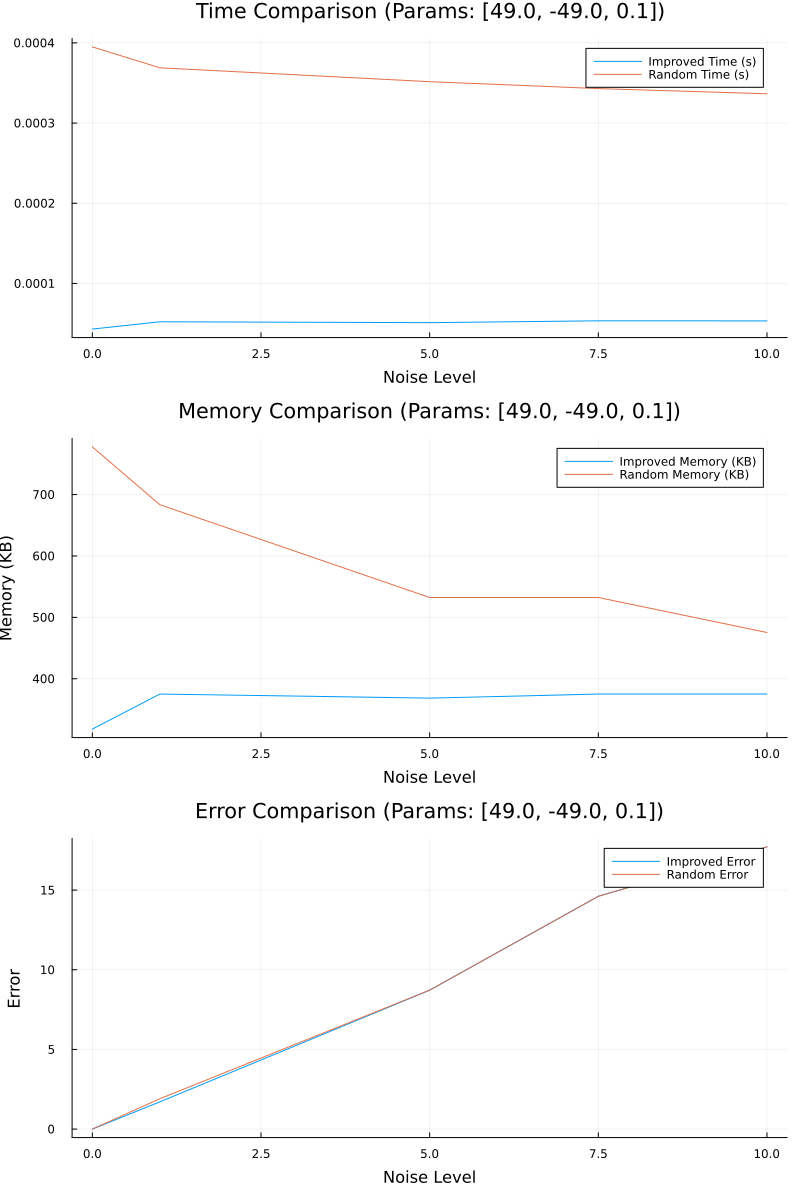 Time Comparison (Params: [49.0, -49.0, 0.1])
0.0004
Improved Time (s)
Random Time (s)
0.0003
0.0002
0.0001
0.0 2.5 5.0 7.5 10.0
Noise Level
Memory Comparison (Params: [49.0, -49.0, 0.1])
Improved Memory (KB)
Random Memory (KB)
700
600
500
400
Memory (KB)
0.0 2.5 5.0 7.5 10.0
Noise Level
Error Comparison (Params: [49.0, -49.0, 0.1])
Improved Error
Random Error
15
10
5
0
Error
0.0 2.5 5.0 7.5 10.0
Noise Level